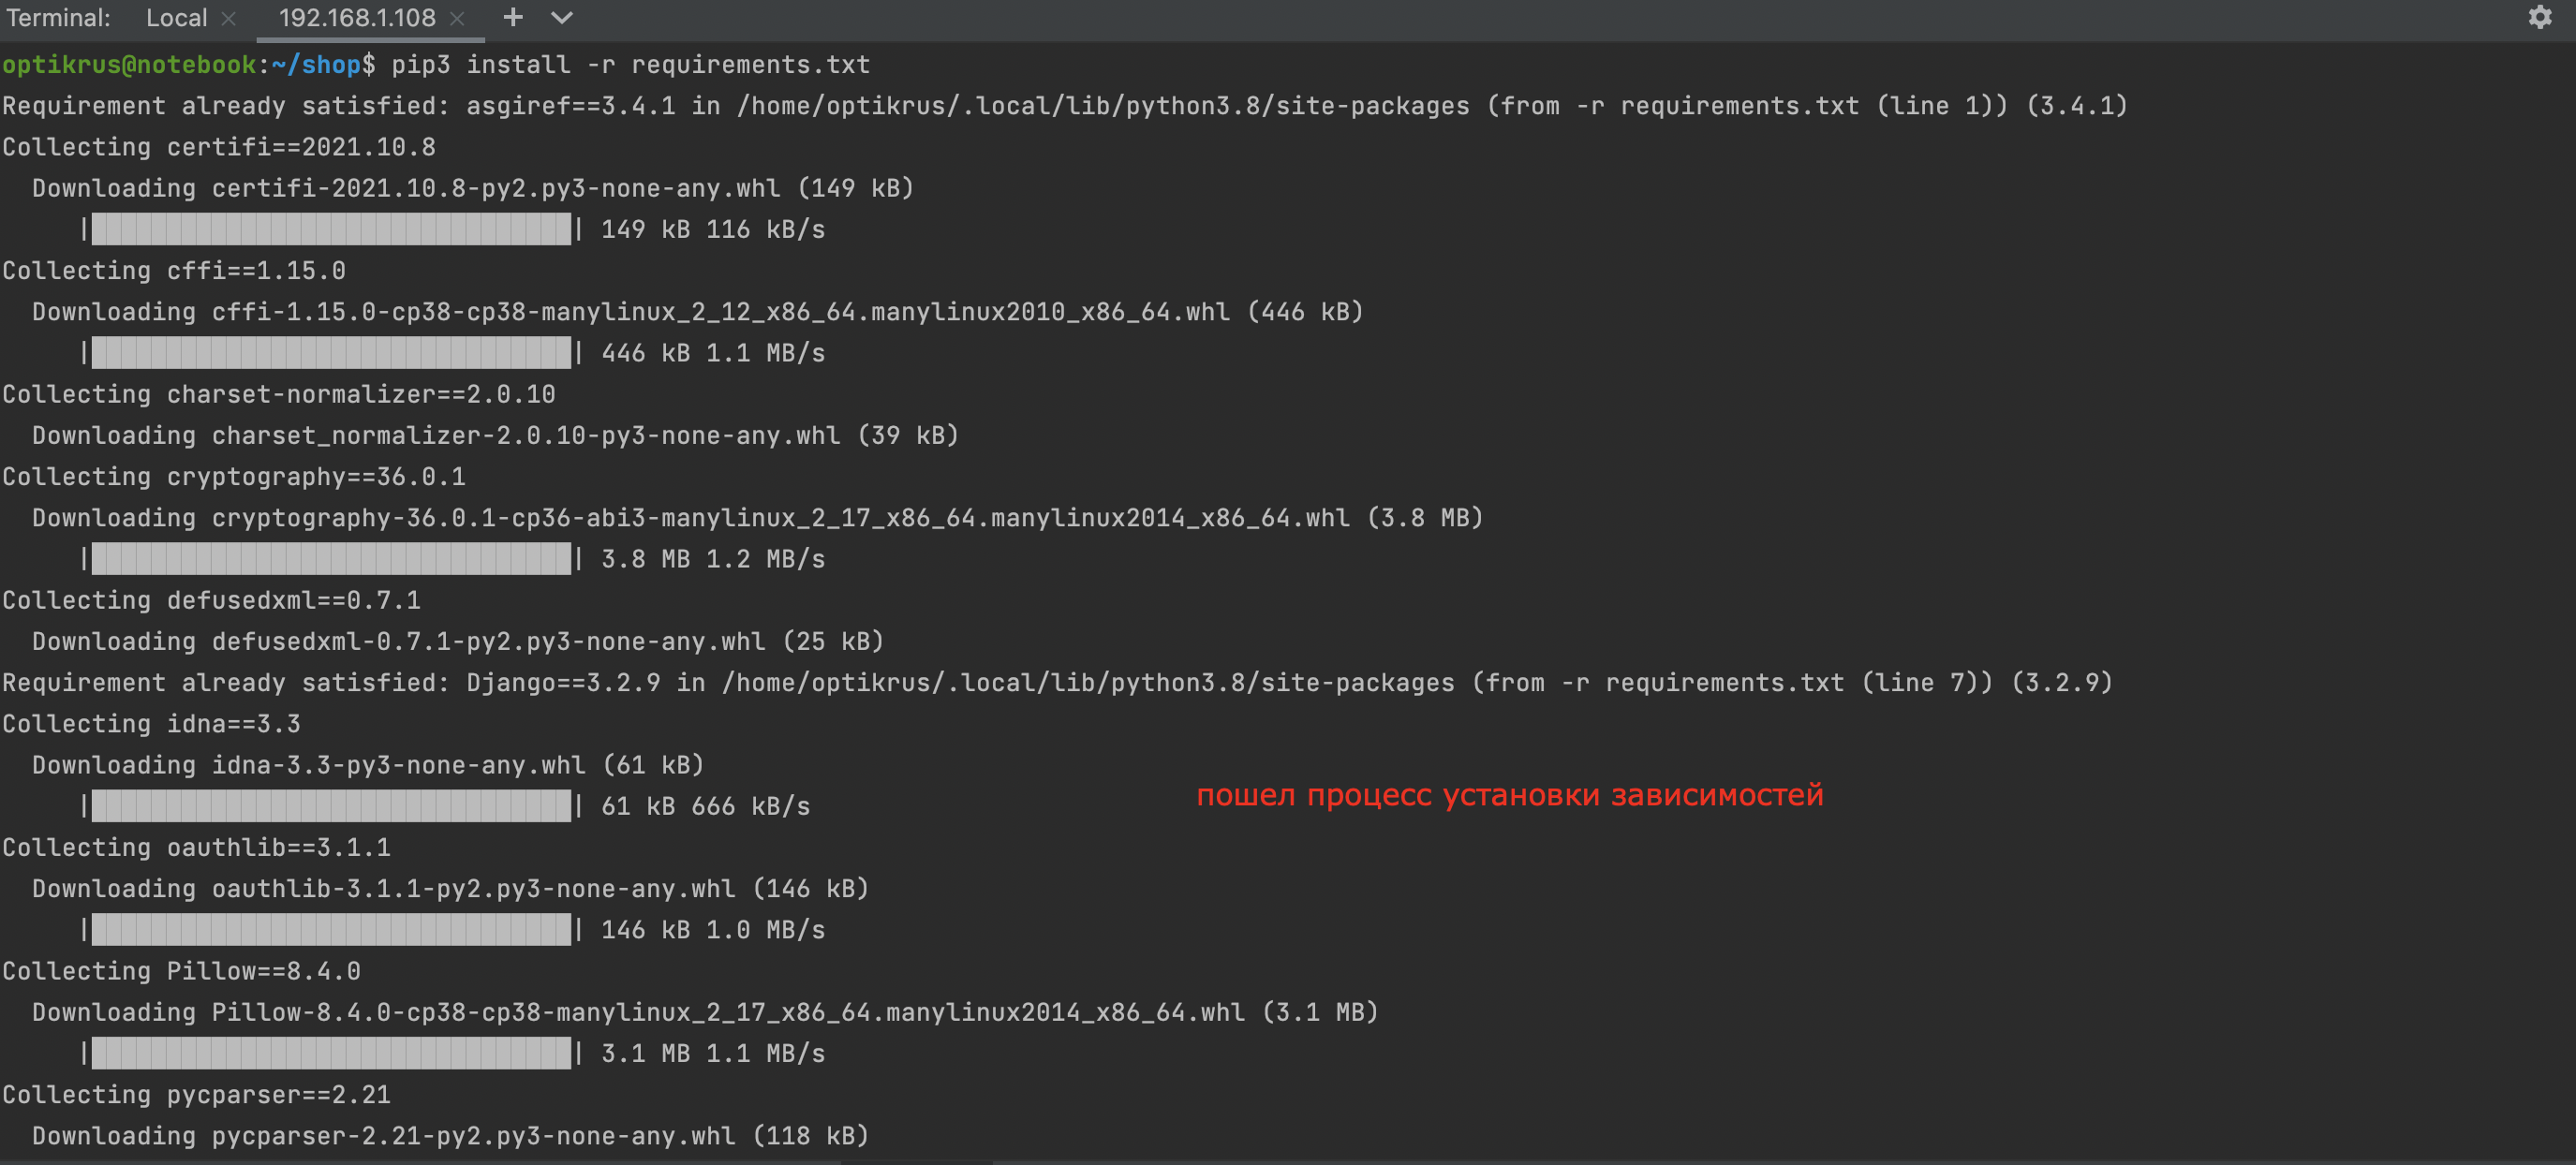 Terminal: Local × 192.168.1.108 × +
optikrus@notebook:~/shop$ pip3 install -r requirements.txt
Requirement already satisfied: asgiref==3.4.1 in /home/optikrus/.local/lib/python3.8/site-packages (from -r requirements.txt (line 1)) (3.4.1)
Collecting certifi==2021.10.8
  Downloading certifi-2021.10.8-py2.py3-none-any.whl (149 kB)
     |████████████████████████████████| 149 kB 116 kB/s
Collecting cffi==1.15.0
  Downloading cffi-1.15.0-cp38-cp38-manylinux_2_12_x86_64.manylinux2010_x86_64.whl (446 kB)
     |████████████████████████████████| 446 kB 1.1 MB/s
Collecting charset-normalizer==2.0.10
  Downloading charset_normalizer-2.0.10-py3-none-any.whl (39 kB)
Collecting cryptography==36.0.1
  Downloading cryptography-36.0.1-cp36-abi3-manylinux_2_17_x86_64.manylinux2014_x86_64.whl (3.8 MB)
     |████████████████████████████████| 3.8 MB 1.2 MB/s
Collecting defusedxml==0.7.1
  Downloading defusedxml-0.7.1-py2.py3-none-any.whl (25 kB)
Requirement already satisfied: Django==3.2.9 in /home/optikrus/.local/lib/python3.8/site-packages (from -r requirements.txt (line 7)) (3.2.9)
Collecting idna==3.3
  Downloading idna-3.3-py3-none-any.whl (61 kB)
пошел процесс установки зависимостей
     |████████████████████████████████| 61 kB 666 kB/s
Collecting oauthlib==3.1.1
  Downloading oauthlib-3.1.1-py2.py3-none-any.whl (146 kB)
     |████████████████████████████████| 146 kB 1.0 MB/s
Collecting Pillow==8.4.0
  Downloading Pillow-8.4.0-cp38-cp38-manylinux_2_17_x86_64.manylinux2014_x86_64.whl (3.1 MB)
     |████████████████████████████████| 3.1 MB 1.1 MB/s
Collecting pycparser==2.21
  Downloading pycparser-2.21-py2.py3-none-any.whl (118 kB)